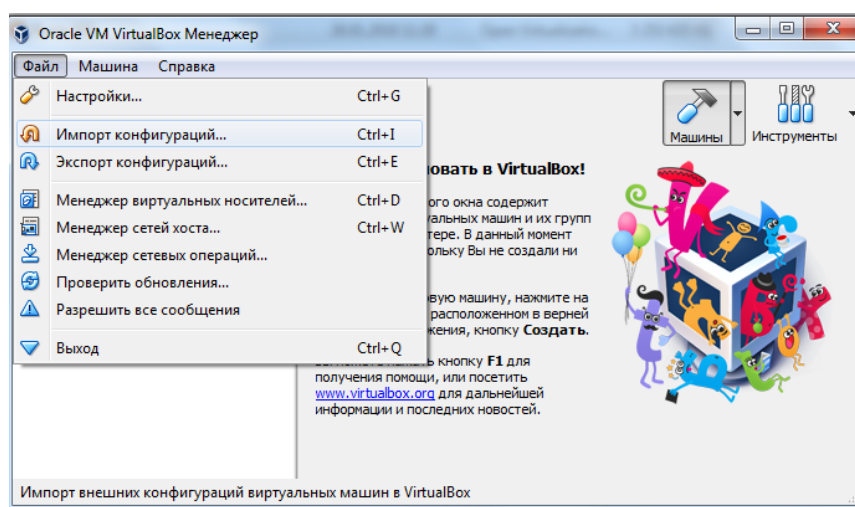 Oracle VM VirtualBox Менеджер
Файл Машина Справка
Настройки... Ctrl+G
Импорт конфигураций... Ctrl+I
Экспорт конфигураций... Ctrl+E
Менеджер виртуальных носителей... Ctrl+D
Менеджер сетей хоста... Ctrl+W
Менеджер сетевых операций...
Проверить обновления...
Разрешить все сообщения
Выход Ctrl+Q
Машины Инструменты
овать в VirtualBox!
ого окна содержит
уальных машин и их групп
тере. В данный момент
ольку Вы не создали ни
овую машину, нажмите на
расположенном в верней
жения, кнопку Создать.
кнопку F1 для
получения помощи, или посетить
www.virtualbox.org для дальнейшей
информации и последних новостей.
Импорт внешних конфигураций виртуальных машин в VirtualBox